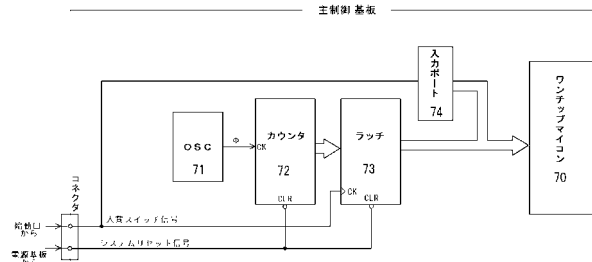 主制御基板
入力ポート
74
ワンチップマイコン
70
OSC
71
Φ
CK
カウンタ
72
CLR
ラッチ
73
CK
CLR
コネクタ
始動口
から
入賞スイッチ信号
電源基板
から
システムリセット信号